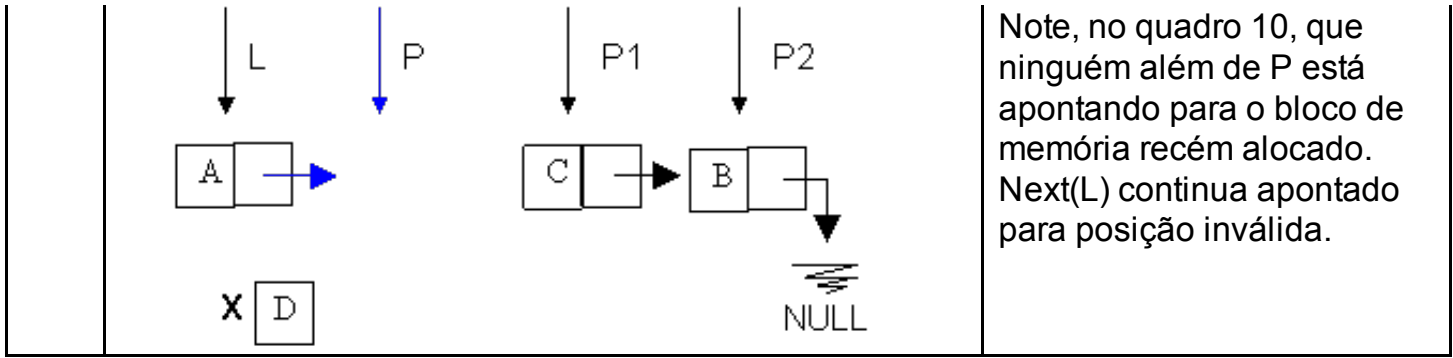 L P P1 P2
A C B
X D
NULL
Note, no quadro 10, que
ninguém além de P está
apontando para o bloco de
memória recém alocado.
Next(L) continua apontado
para posição inválida.